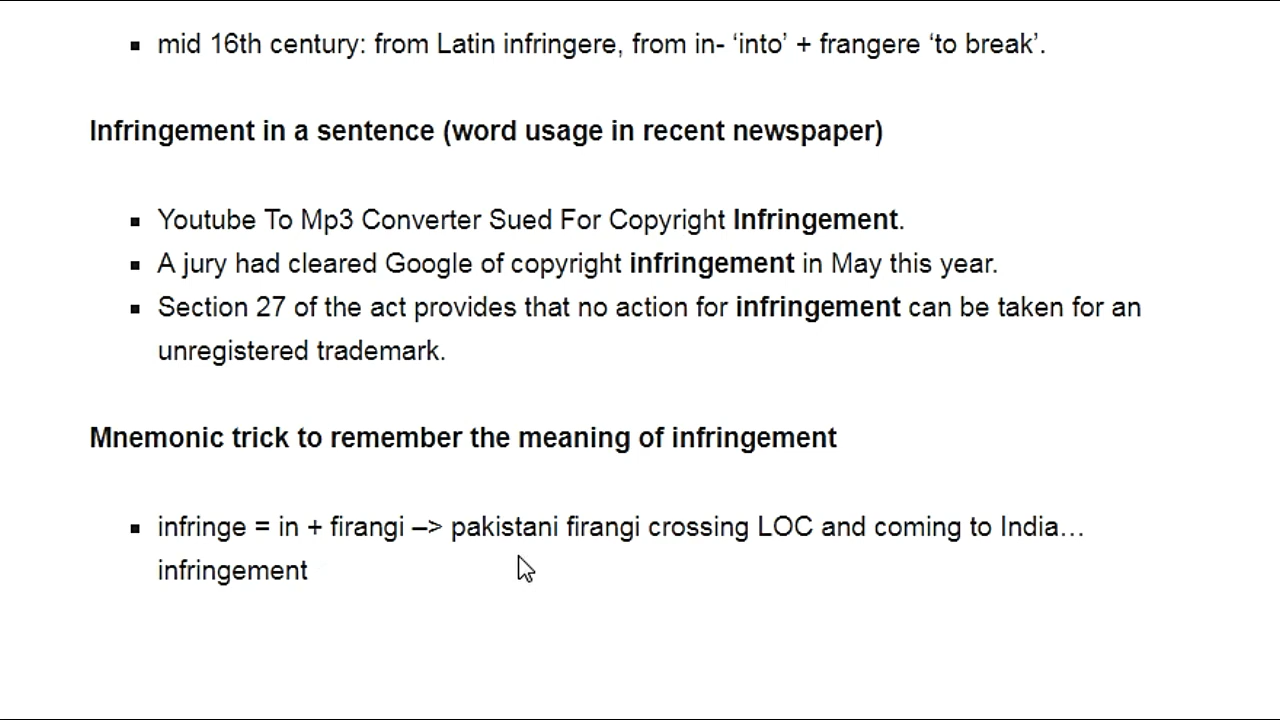 ▪ mid 16th century: from Latin infringere, from in- ‘into’ + frangere ‘to break’.
Infringement in a sentence (word usage in recent newspaper)
▪ Youtube To Mp3 Converter Sued For Copyright Infringement.
▪ A jury had cleared Google of copyright infringement in May this year.
▪ Section 27 of the act provides that no action for infringement can be taken for an
unregistered trademark.
Mnemonic trick to remember the meaning of infringement
▪ infringe = in + firangi –> pakistani firangi crossing LOC and coming to India…
infringement